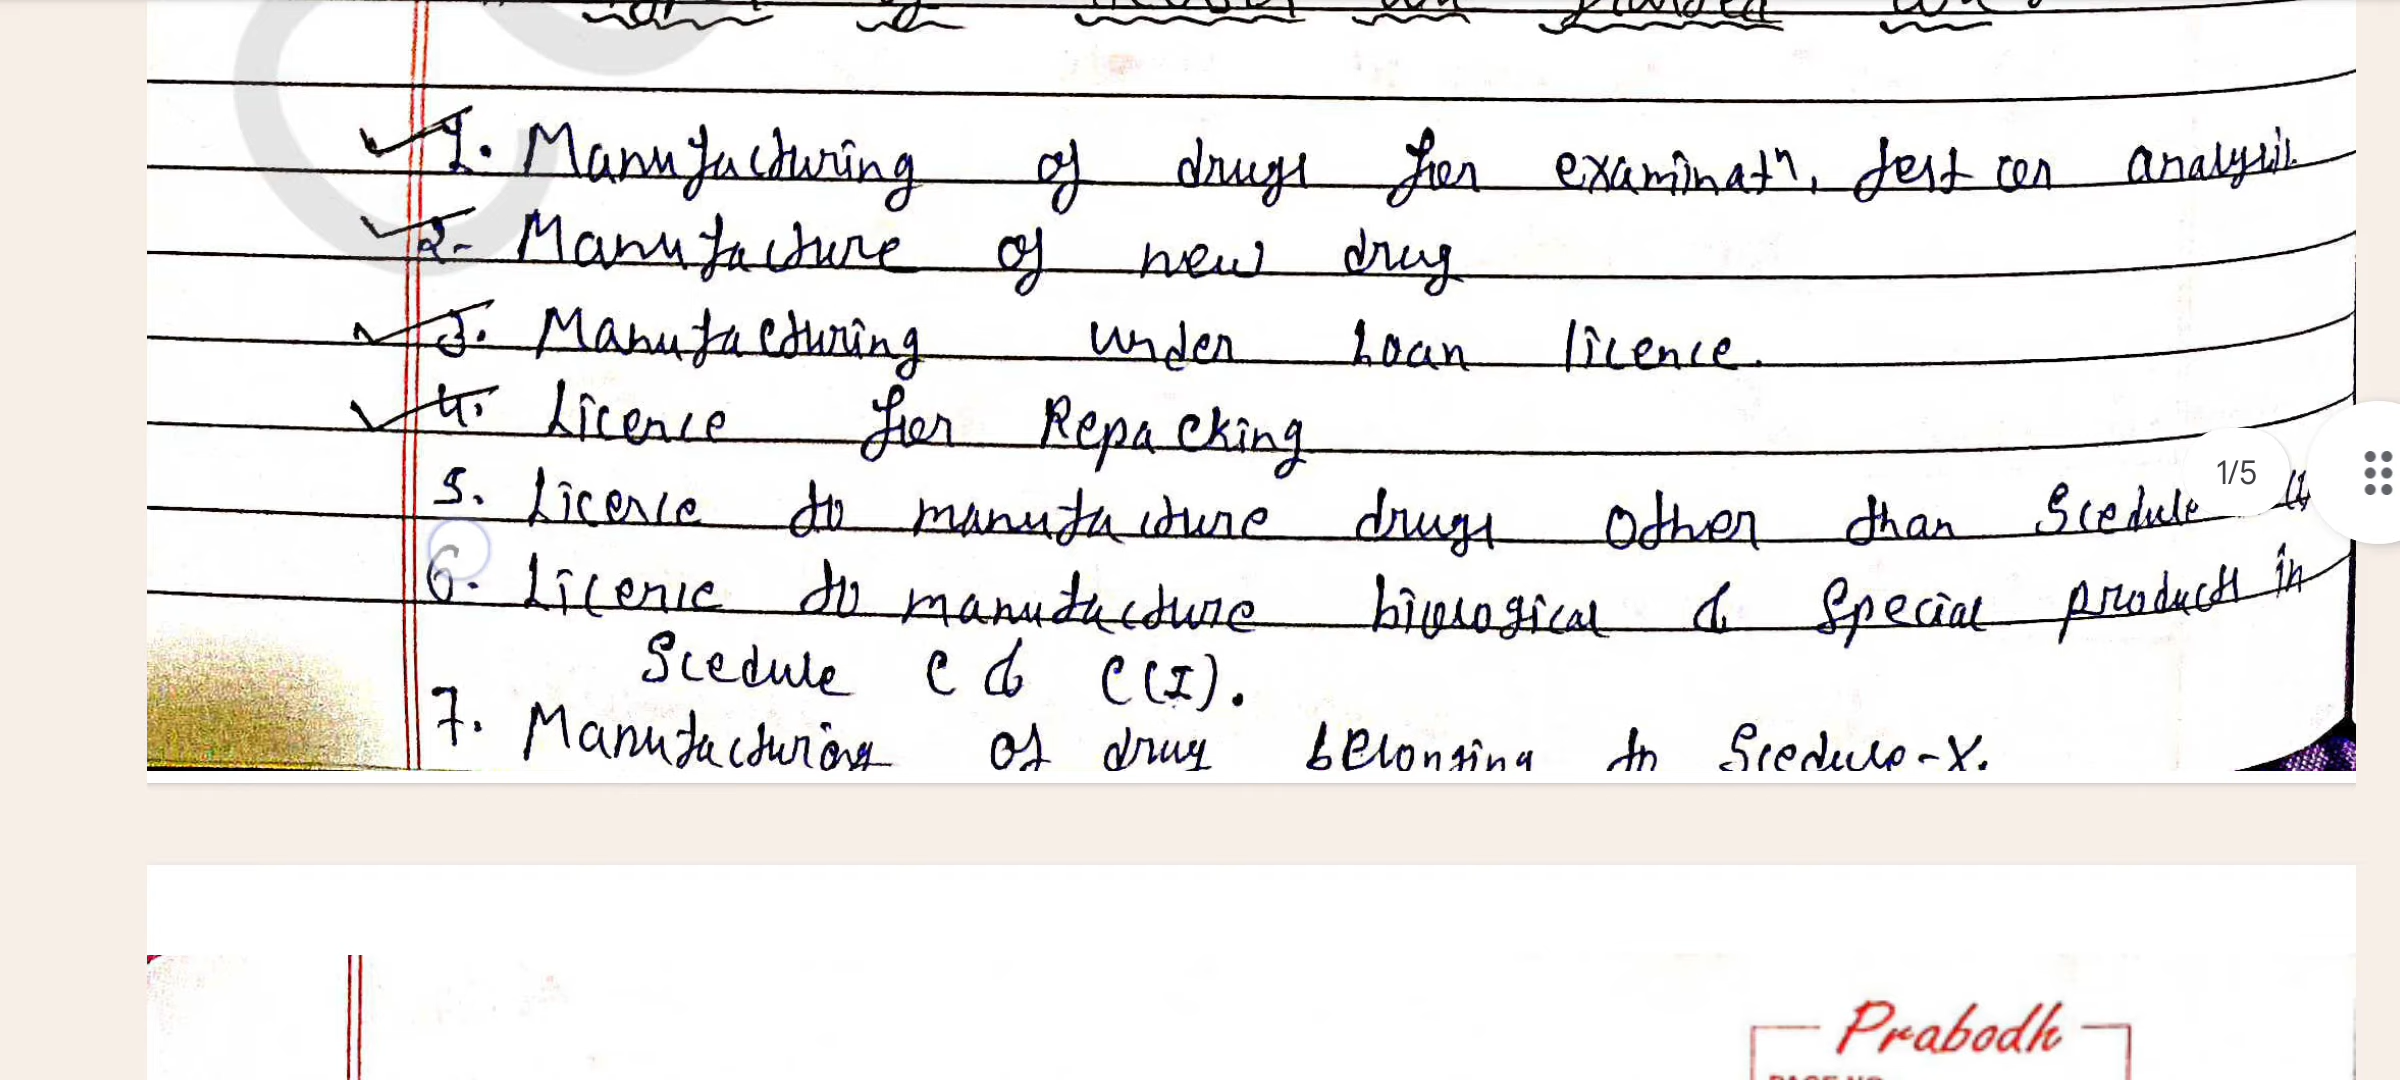 1. Manufacturing of drugs for examinatn, test or analysis.
2- Manufacture of new drug
3. Manufacturing under Loan licence.
4. Licence for Repacking
5. Licence to manufacture drugs other than Scedule
1/5
6. Licence to manufacture biological & Special products in
Scedule C & C(I).
7. Manufacturing of drug belonging to Scedule-X.
Prabodh